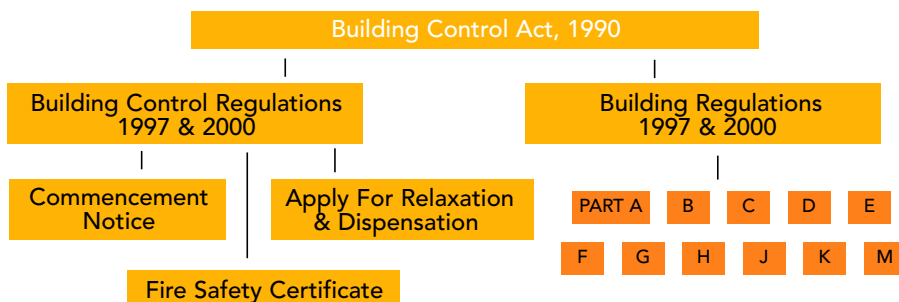 Building Control Act, 1990
Building Control Regulations
1997 & 2000
Building Regulations
1997 & 2000
Commencement
Notice
Apply For Relaxation
& Dispensation
Fire Safety Certificate
PART A B C D E
F G H J K M